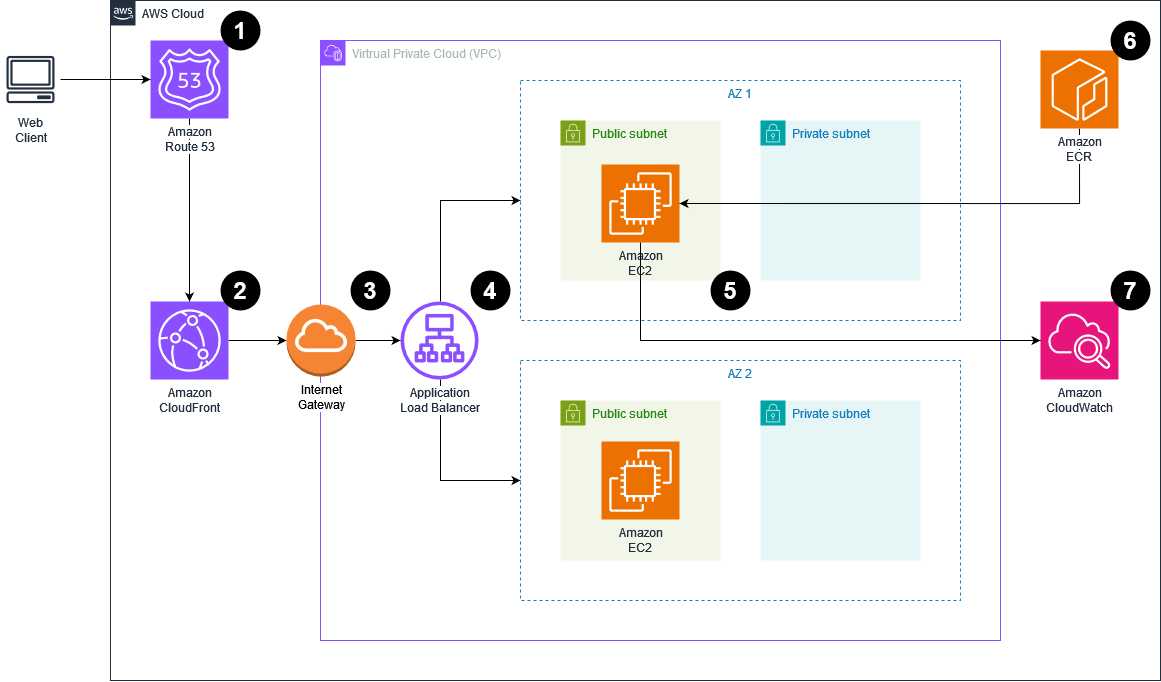 aws
AWS Cloud
1
53
Amazon
Route 53
Web
Client
Virtrual Private Cloud (VPC)
AZ 1
Public subnet
Private subnet
Amazon
EC2
6
Amazon
ECR
2
Amazon
CloudFront
3
Internet
Gateway
4
Application
Load Balancer
5
7
Amazon
CloudWatch
AZ 2
Public subnet
Private subnet
Amazon
EC2